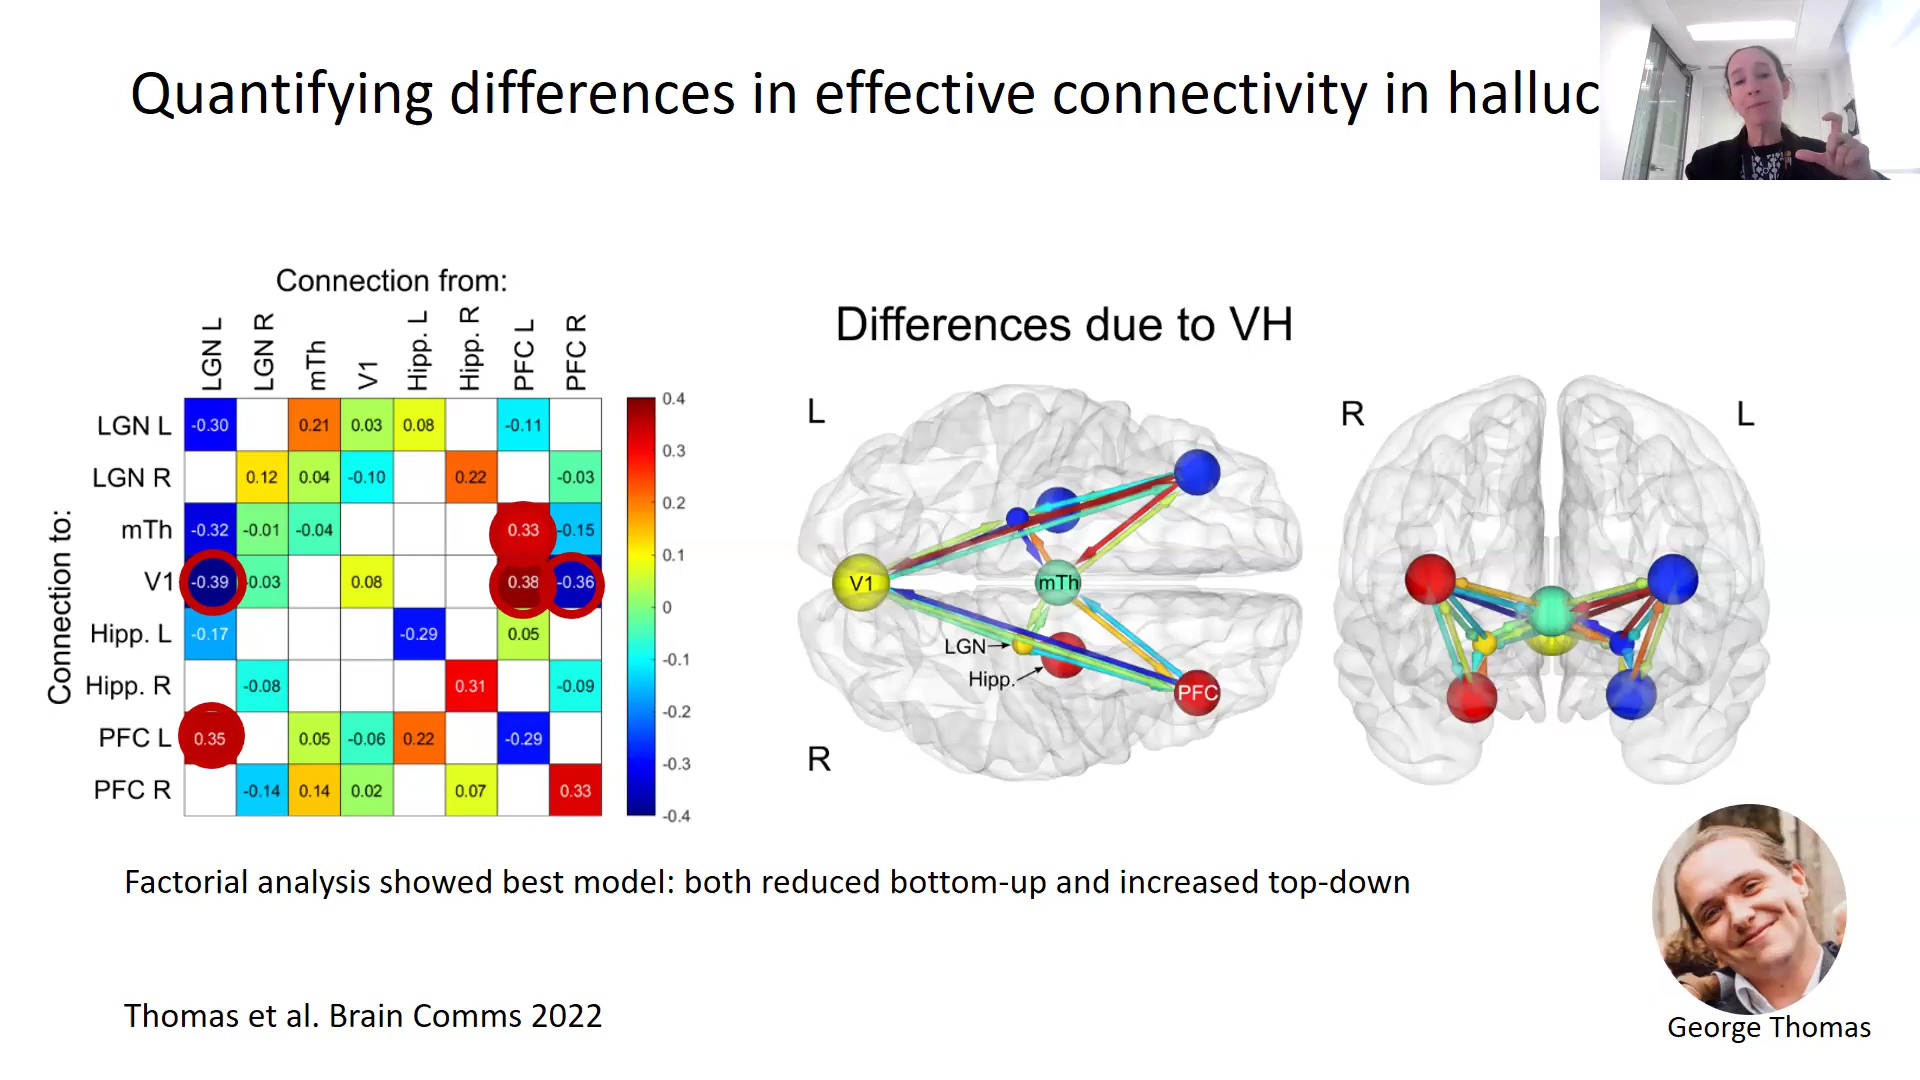 Quantifying differences in effective connectivity in halluc
Connection from:
LGN L LGN R mTh V1 Hipp. L Hipp. R PFC L PFC R
Connection to:
LGN L -0.30 0.21 0.03 0.08 -0.11
LGN R 0.12 0.04 -0.10 0.22 -0.03
mTh -0.32 -0.01 -0.04 0.33 -0.15
V1 -0.39 -0.03 0.08 0.38 -0.36
Hipp. L -0.17 -0.29 0.05
Hipp. R -0.08 0.31 -0.09
PFC L 0.35 0.05 -0.06 0.22 -0.29
PFC R -0.14 0.14 0.02 0.07 0.33
0.4
0.3
0.2
0.1
0
-0.1
-0.2
-0.3
-0.4
Differences due to VH
L
V1
mTh
LGN
Hipp.
PFC
R
R
L
Factorial analysis showed best model: both reduced bottom-up and increased top-down
Thomas et al. Brain Comms 2022
George Thomas